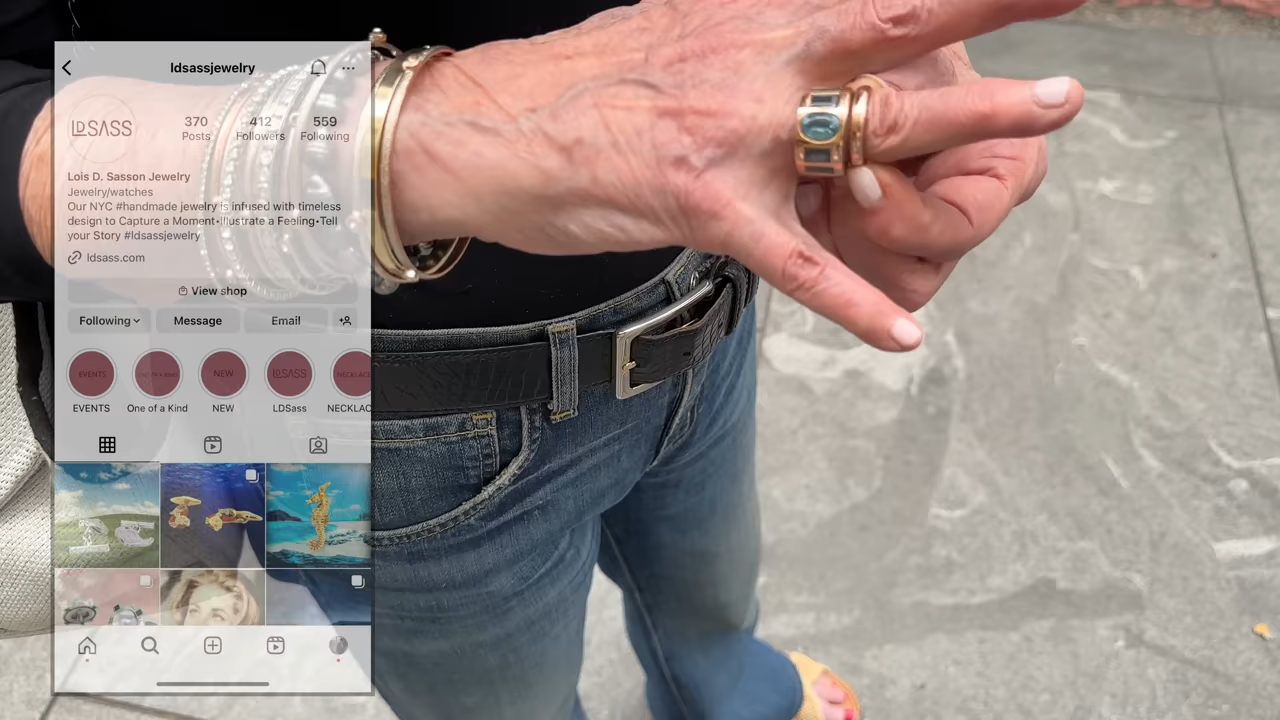 ldsassjewelry
LDSASS
370
412
559
Posts
Followers
Following
Lois D. Sasson Jewelry
Jewelry/watches
Our NYC #handmade jewelry is infused with timeless
design to Capture a Moment•Illustrate a Feeling•Tell
your Story #ldsassjewelry
ldsass.com
View shop
Following
Message
Email
EVENTS
NEW
LDSASS
NECKLACE
EVENTS
One of a Kind
NEW
LDSass
NECKLAC